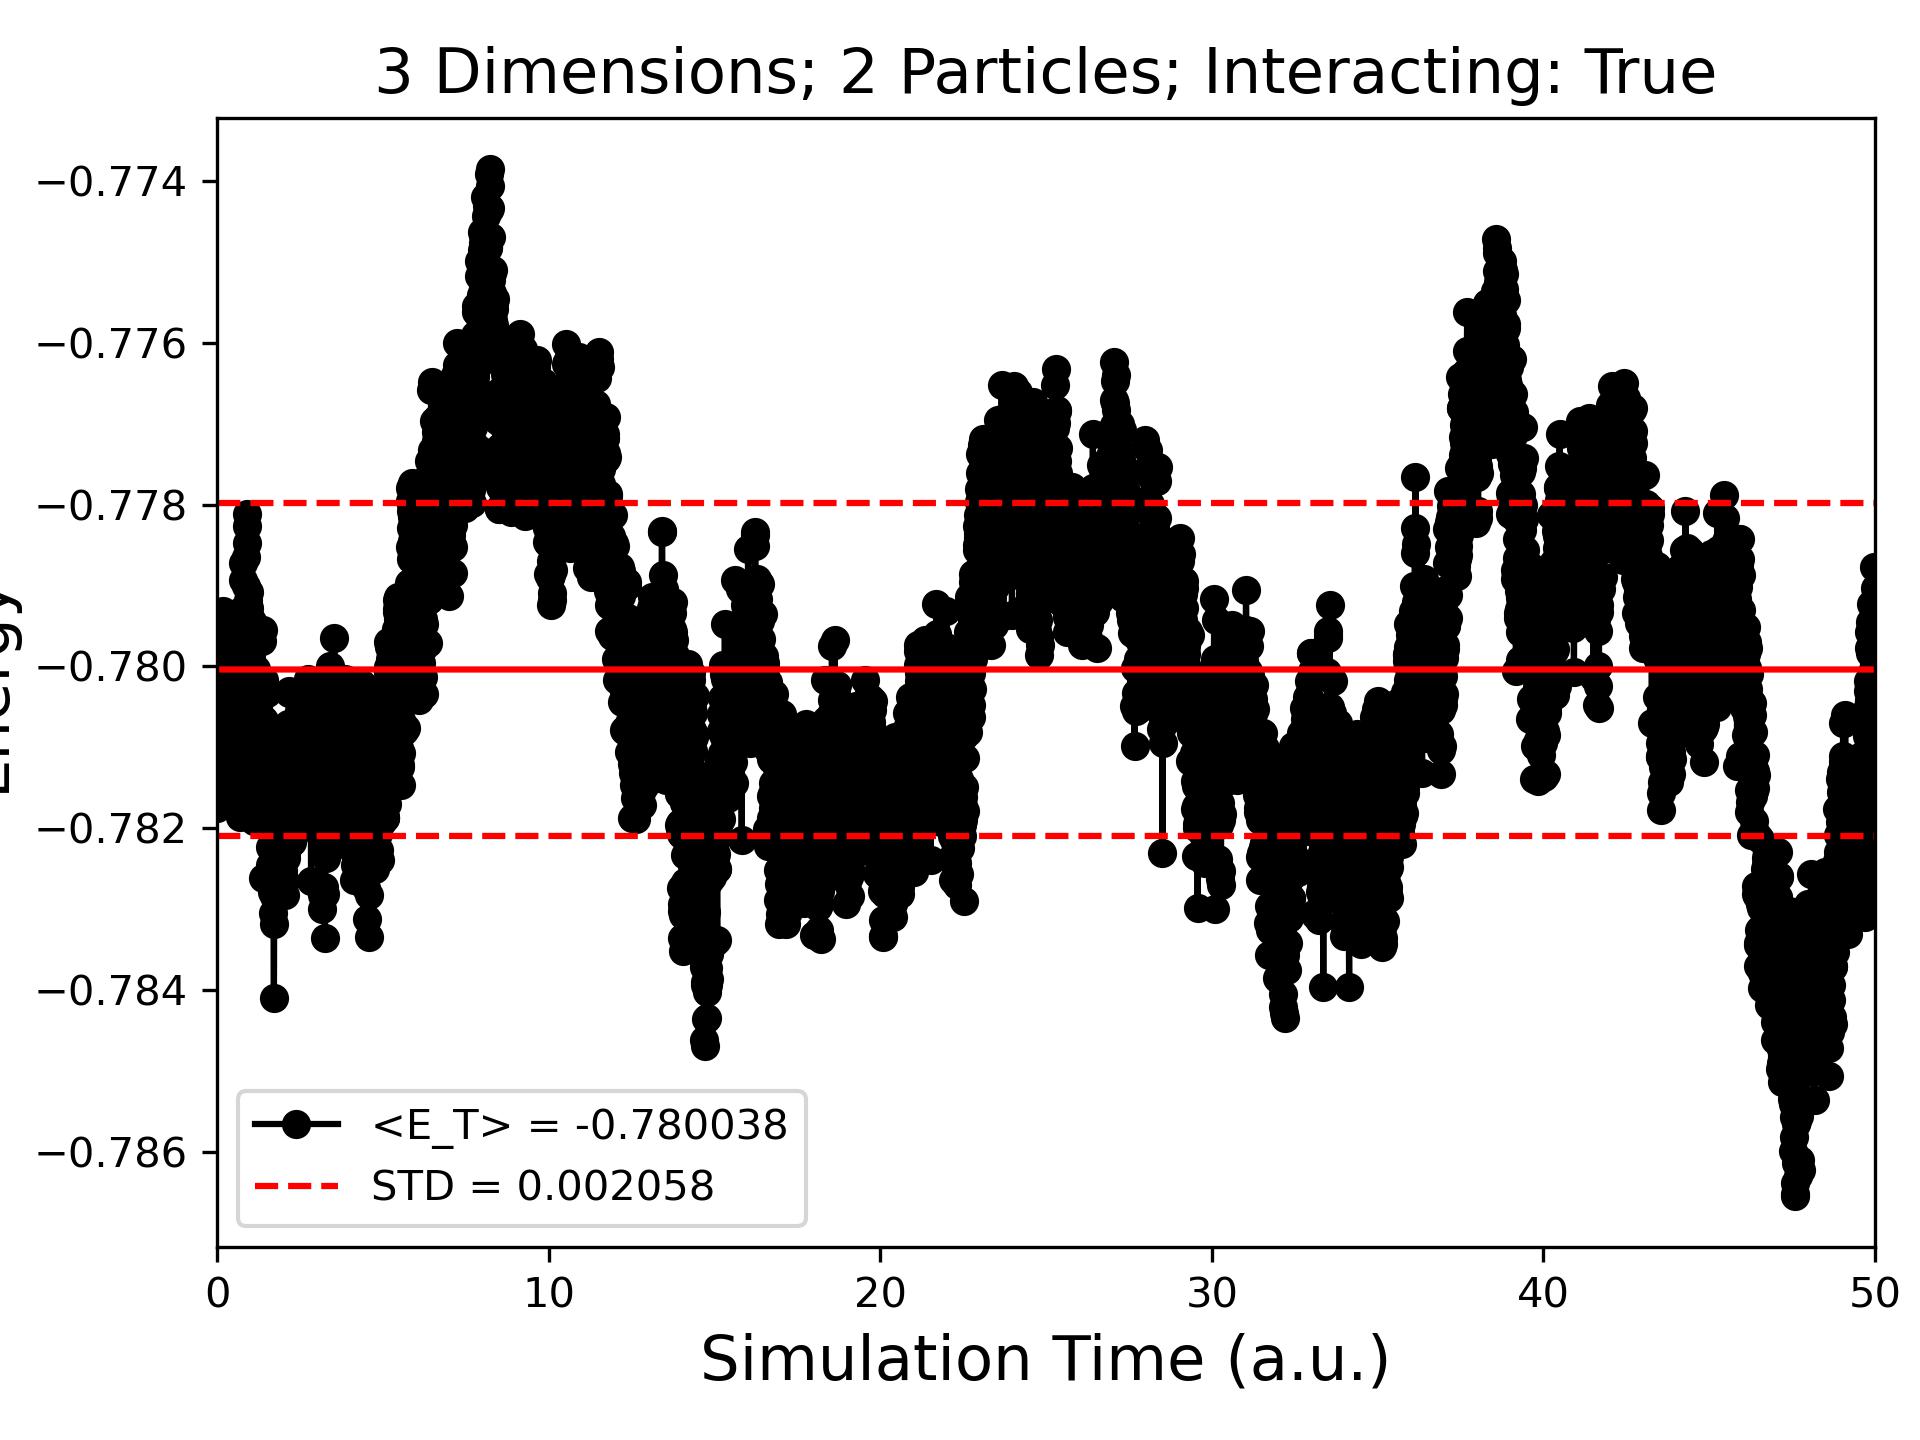 3 Dimensions; 2 Particles; Interacting: True
Energy
−0.774
−0.776
−0.778
−0.780
−0.782
−0.784
−0.786
<E_T> = -0.780038
STD = 0.002058
0 10 20 30 40 50
Simulation Time (a.u.)